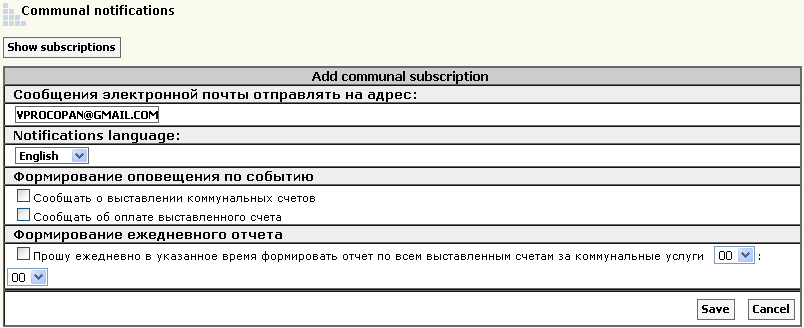 Communal notifications
Show subscriptions
Add communal subscription
Сообщения электронной почты отправлять на адрес:
VPROCOPAN@GMAIL.COM
Notifications language:
English
Формирование оповещения по событию
Сообщать о выставлении коммунальных счетов
Сообщать об оплате выставленного счета
Формирование ежедневного отчета
Прошу ежедневно в указанное время формировать отчет по всем выставленным счетам за коммунальные услуги 00 :
00
Save Cancel